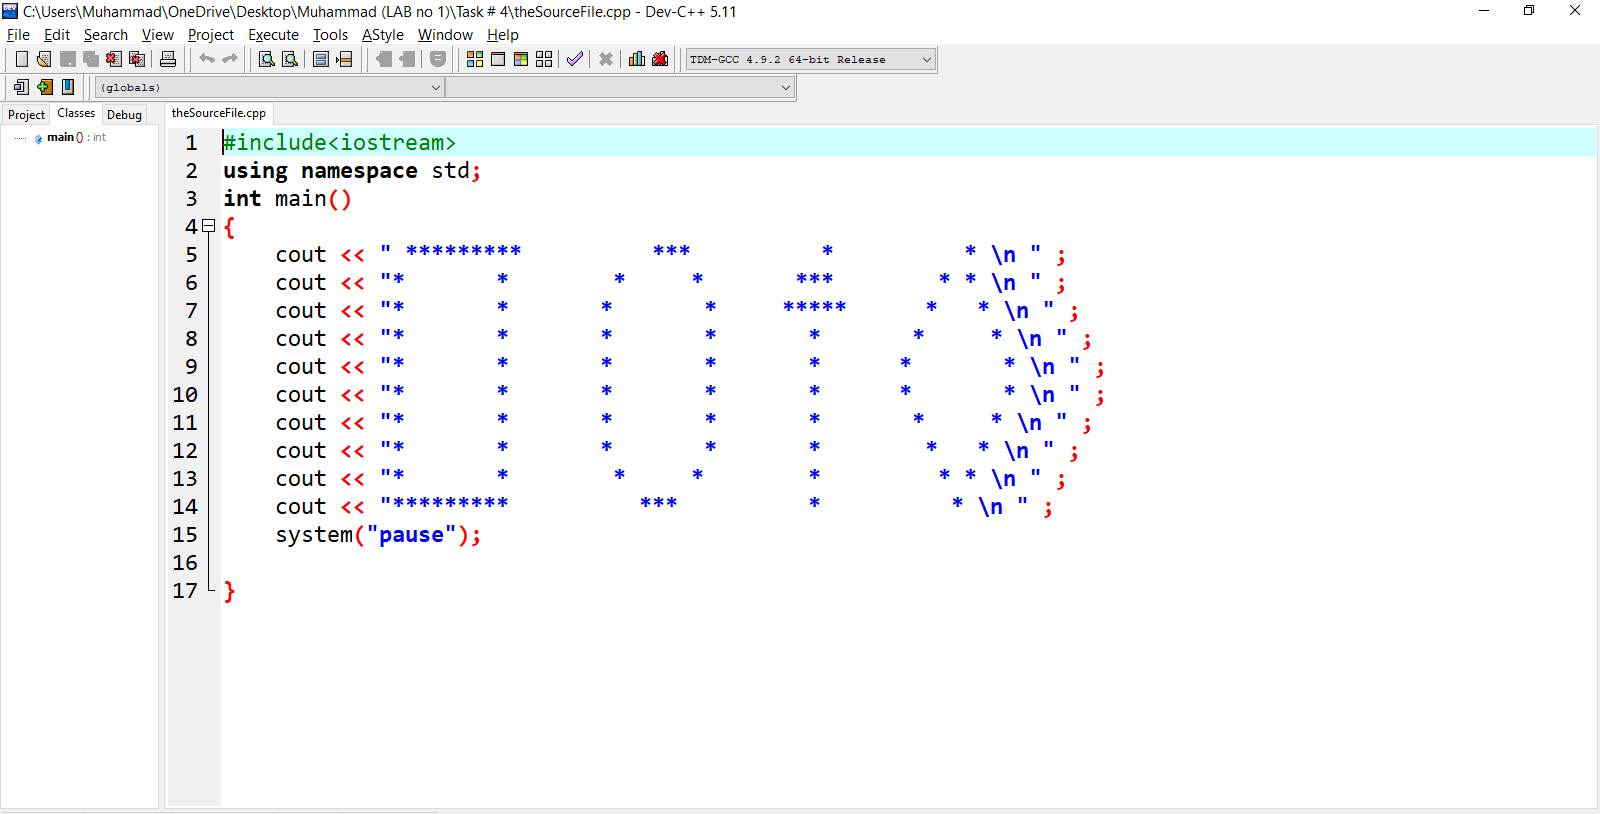 C:\Users\Muhammad\OneDrive\Desktop\Muhammad (LAB no 1)\Task # 4\theSourceFile.cpp - Dev-C++ 5.11
File Edit Search View Project Execute Tools AStyle Window Help
TDM-GCC 4.9.2 64-bit Release
(globals)
Project Classes Debug theSourceFile.cpp
main () : int
1 #include<iostream>
2 using namespace std;
3 int main()
4 {
5     cout << " *********          ***          *          * \n " ;
6     cout << "*       *        *     *       ***        * * \n " ;
7     cout << "*       *       *       *     *****      *   * \n " ;
8     cout << "*       *       *       *       *       *     * \n " ;
9     cout << "*       *       *       *       *      *       * \n " ;
10     cout << "*       *       *       *       *      *       * \n " ;
11     cout << "*       *       *       *       *       *     * \n " ;
12     cout << "*       *       *       *       *        *   * \n " ;
13     cout << "*       *        *     *        *         * * \n " ;
14     cout << "*********          ***          *          * \n " ;
15     system("pause");
16
17 }